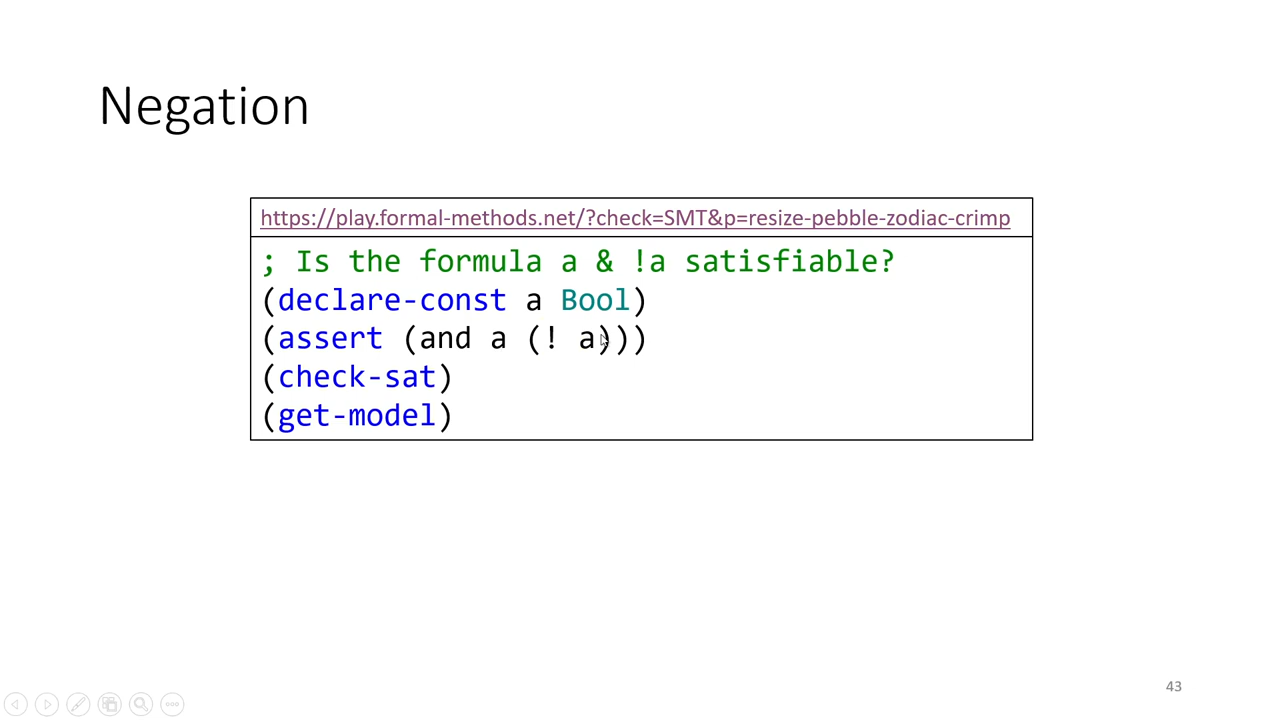 Negation
https://play.formal-methods.net/?check=SMT&p=resize-pebble-zodiac-crimp
; Is the formula a & !a satisfiable?
(declare-const a Bool)
(assert (and a (! a)))
(check-sat)
(get-model)
43